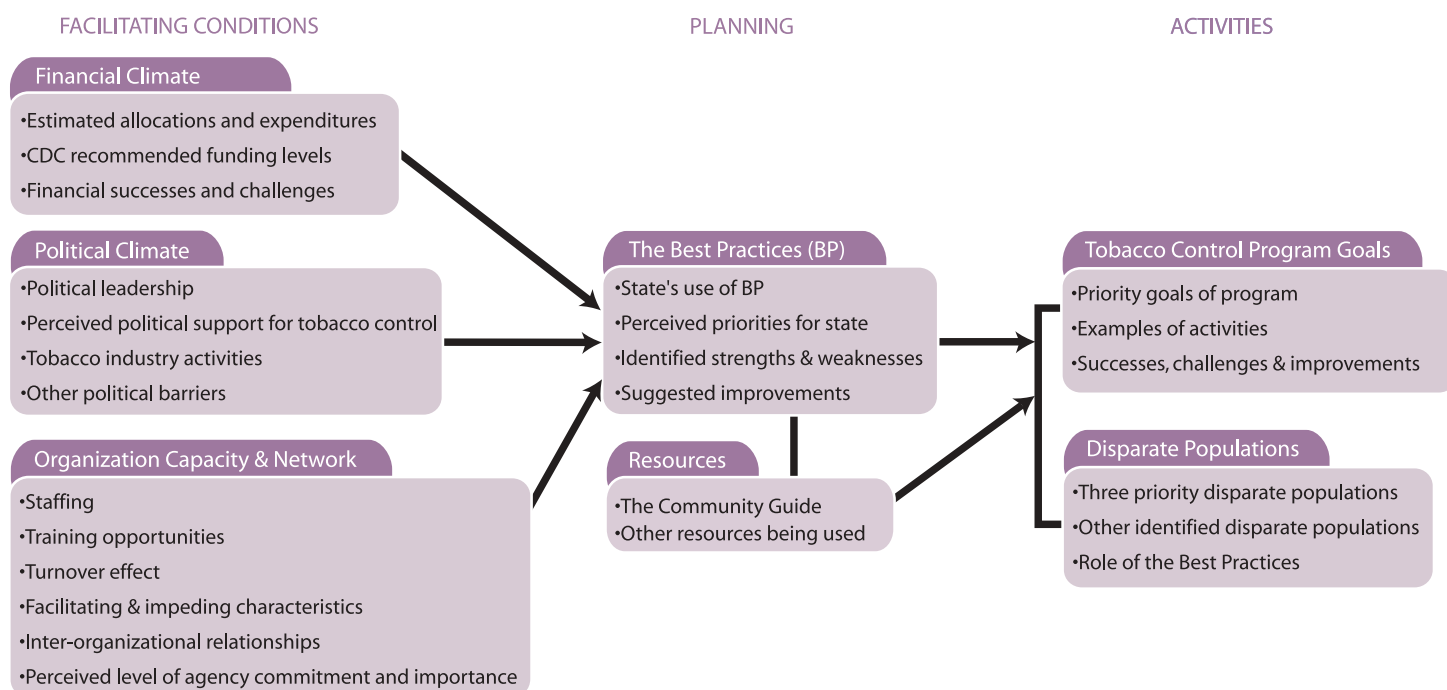 FACILITATING CONDITIONS
Financial Climate
•Estimated allocations and expenditures
•CDC recommended funding levels
•Financial successes and challenges
Political Climate
•Political leadership
•Perceived political support for tobacco control
•Tobacco industry activities
•Other political barriers
Organization Capacity & Network
•Staffing
•Training opportunities
•Turnover effect
•Facilitating & impeding characteristics
•Inter-organizational relationships
•Perceived level of agency commitment and importance
PLANNING
The Best Practices (BP)
•State's use of BP
•Perceived priorities for state
•Identified strengths & weaknesses
•Suggested improvements
Resources
•The Community Guide
•Other resources being used
ACTIVITIES
Tobacco Control Program Goals
•Priority goals of program
•Examples of activities
•Successes, challenges & improvements
Disparate Populations
•Three priority disparate populations
•Other identified disparate populations
•Role of the Best Practices